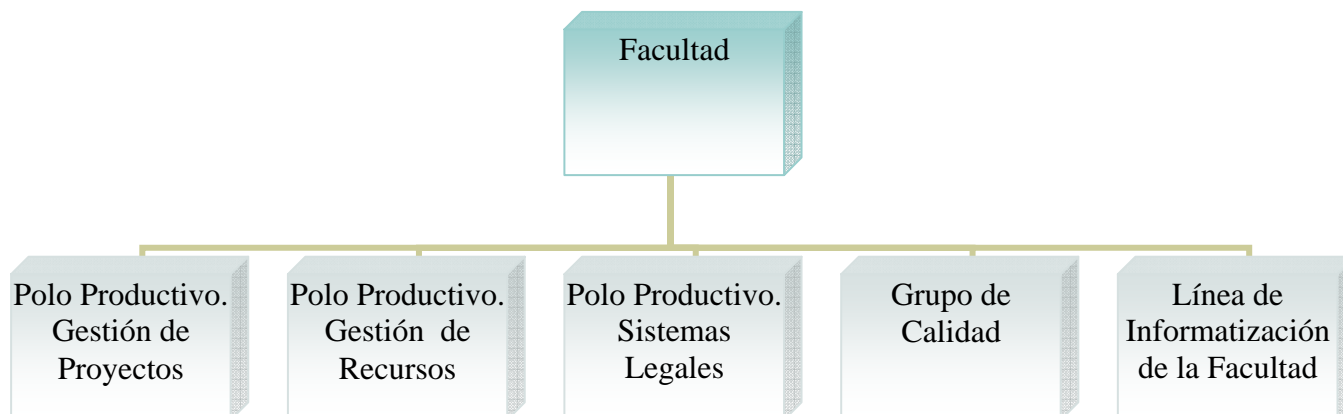 Facultad
Polo Productivo.
Gestión de
Proyectos
Polo Productivo.
Gestión de
Recursos
Polo Productivo.
Sistemas
Legales
Grupo de
Calidad
Línea de
Informatización
de la Facultad